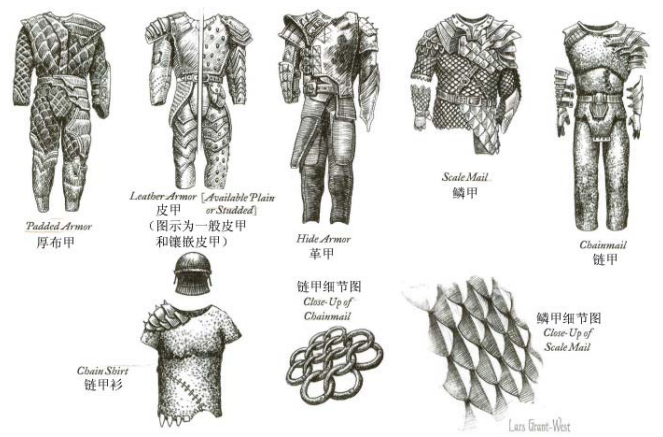 Padded Armor
厚布甲
Leather Armor [Available Plain
or Studded]
皮甲
(图示为一般皮甲
和镶嵌皮甲)
Hide Armor
革甲
Scale Mail
鳞甲
Chainmail
链甲
Chain Shirt
链甲衫
链甲细节图
Close-Up of
Chainmail
鳞甲细节图
Close-Up of
Scale Mail
Lars Grant-West